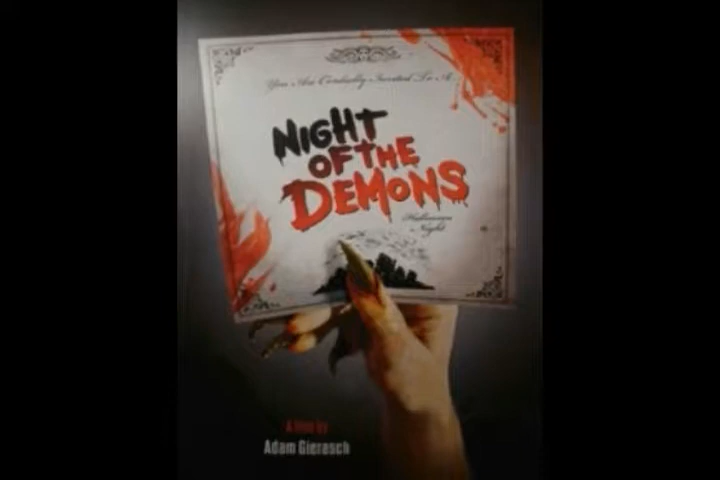 You Are Cordially Invited To A
NIGHT
OF THE
DEMONS
Halloween
Night
A film by
Adam Gierasch